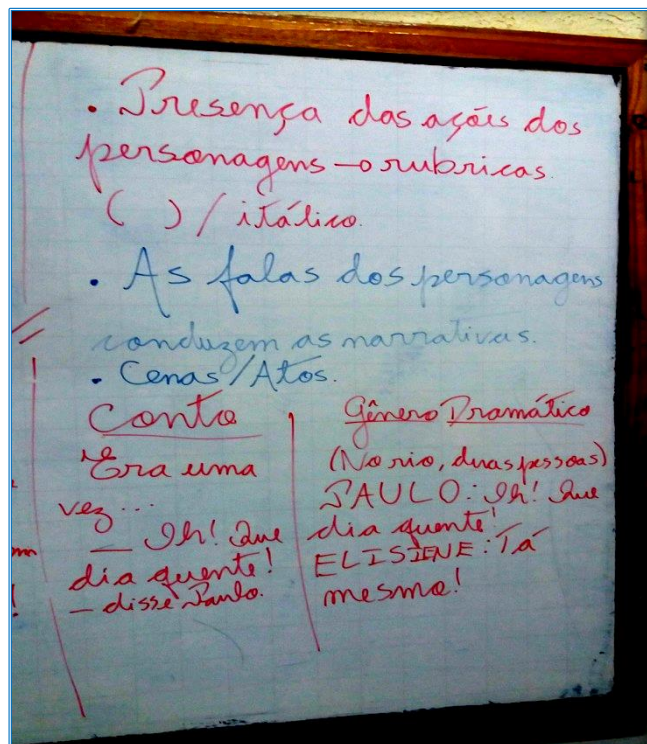 . Presença das ações dos
personagens → rubricas.
( ) / itálico.
. As falas dos personagens
conduzem as narrativas.
. Cenas/Atos.
Conto
Era uma
vez...
— Ih! Que
dia quente!
— disse Paulo.
Gênero Dramático
(No rio, duas pessoas)
PAULO: Ih! Que
dia quente!
ELISIENE: Tá
mesmo!